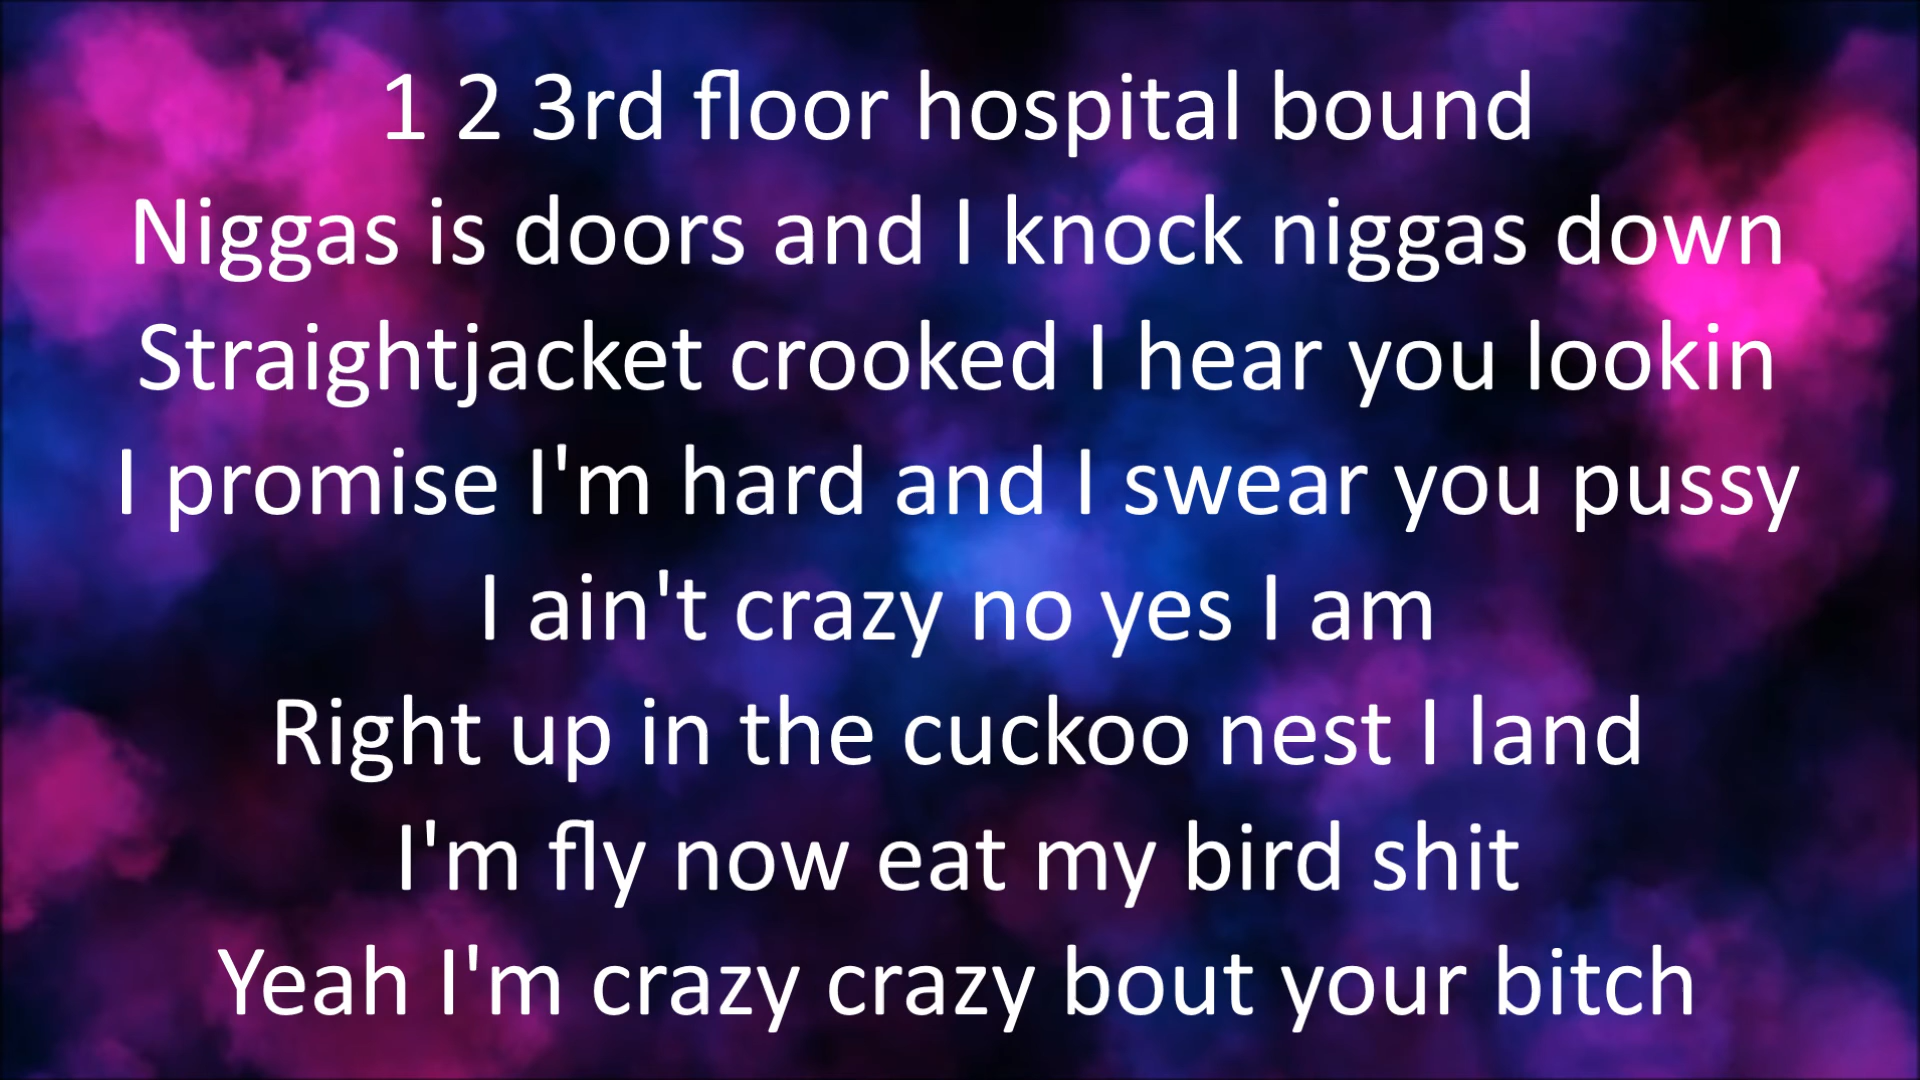 1 2 3rd floor hospital bound
Niggas is doors and I knock niggas down
Straightjacket crooked I hear you lookin
I promise I'm hard and I swear you pussy
I ain't crazy no yes I am
Right up in the cuckoo nest I land
I'm fly now eat my bird shit
Yeah I'm crazy crazy bout your bitch